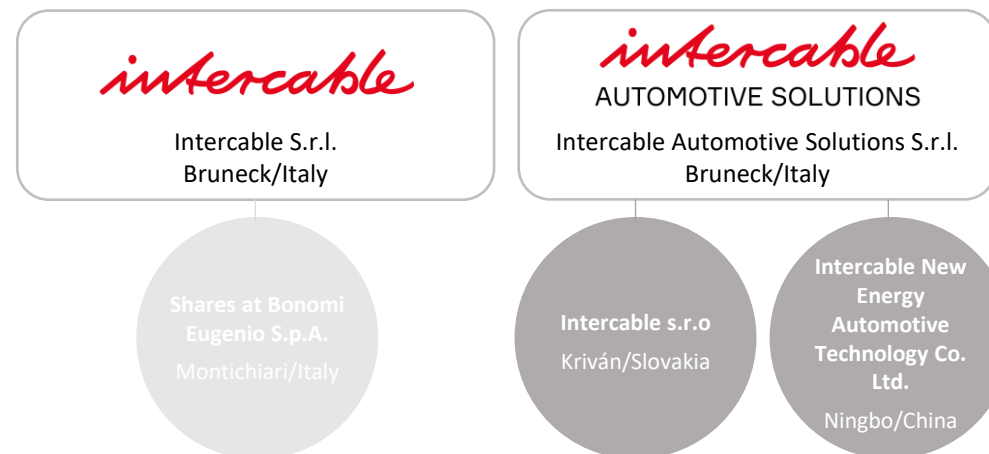 intercable
Intercable S.r.l.
Bruneck/Italy
Shares at Bonomi
Eugenio S.p.A.
Montichiari/Italy
intercable
AUTOMOTIVE SOLUTIONS
Intercable Automotive Solutions S.r.l.
Bruneck/Italy
Intercable s.r.o
Kriván/Slovakia
Intercable New
Energy
Automotive
Technology Co.
Ltd.
Ningbo/China